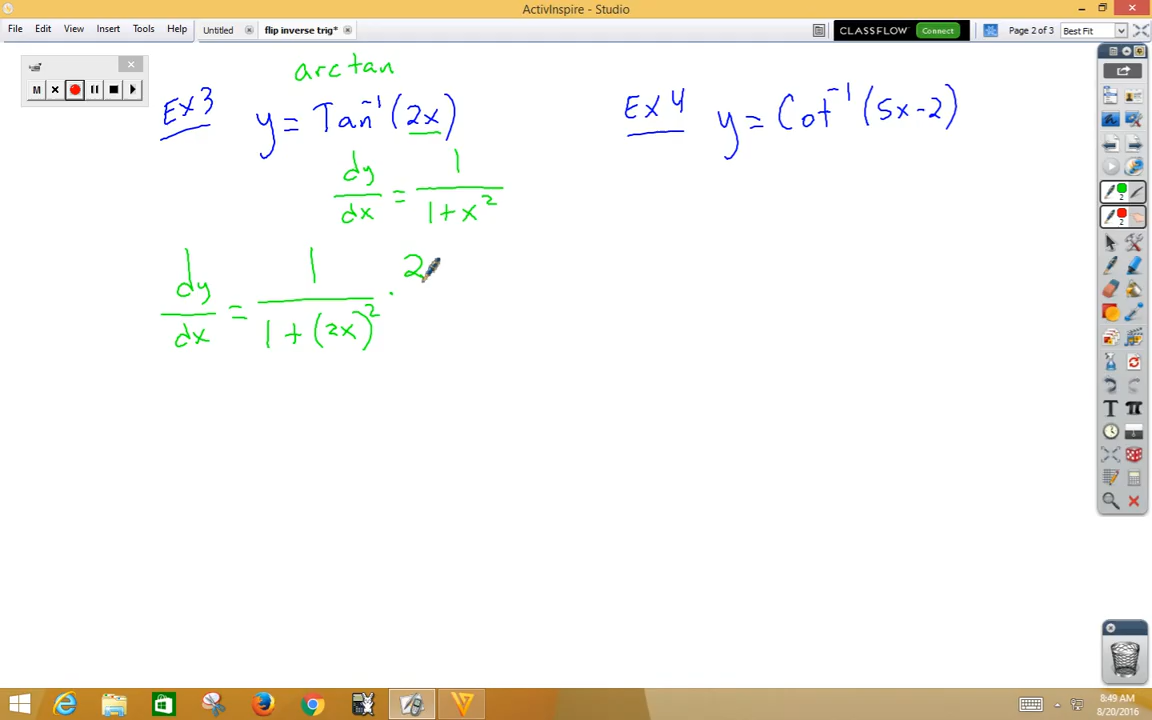 ActivInspire - Studio
File Edit View Insert Tools Help
Untitled
flip inverse trig*
CLASSFLOW Connect
Page 2 of 3
Best Fit
M
arctan
Ex 3 y = Tan⁻¹(2x)
Ex 4 y = Cot⁻¹(5x-2)
dy/dx = 1/(1+x²)
dy/dx = 1/(1+(2x)²) · 2
2
2
T
8:49 AM
8/20/2016